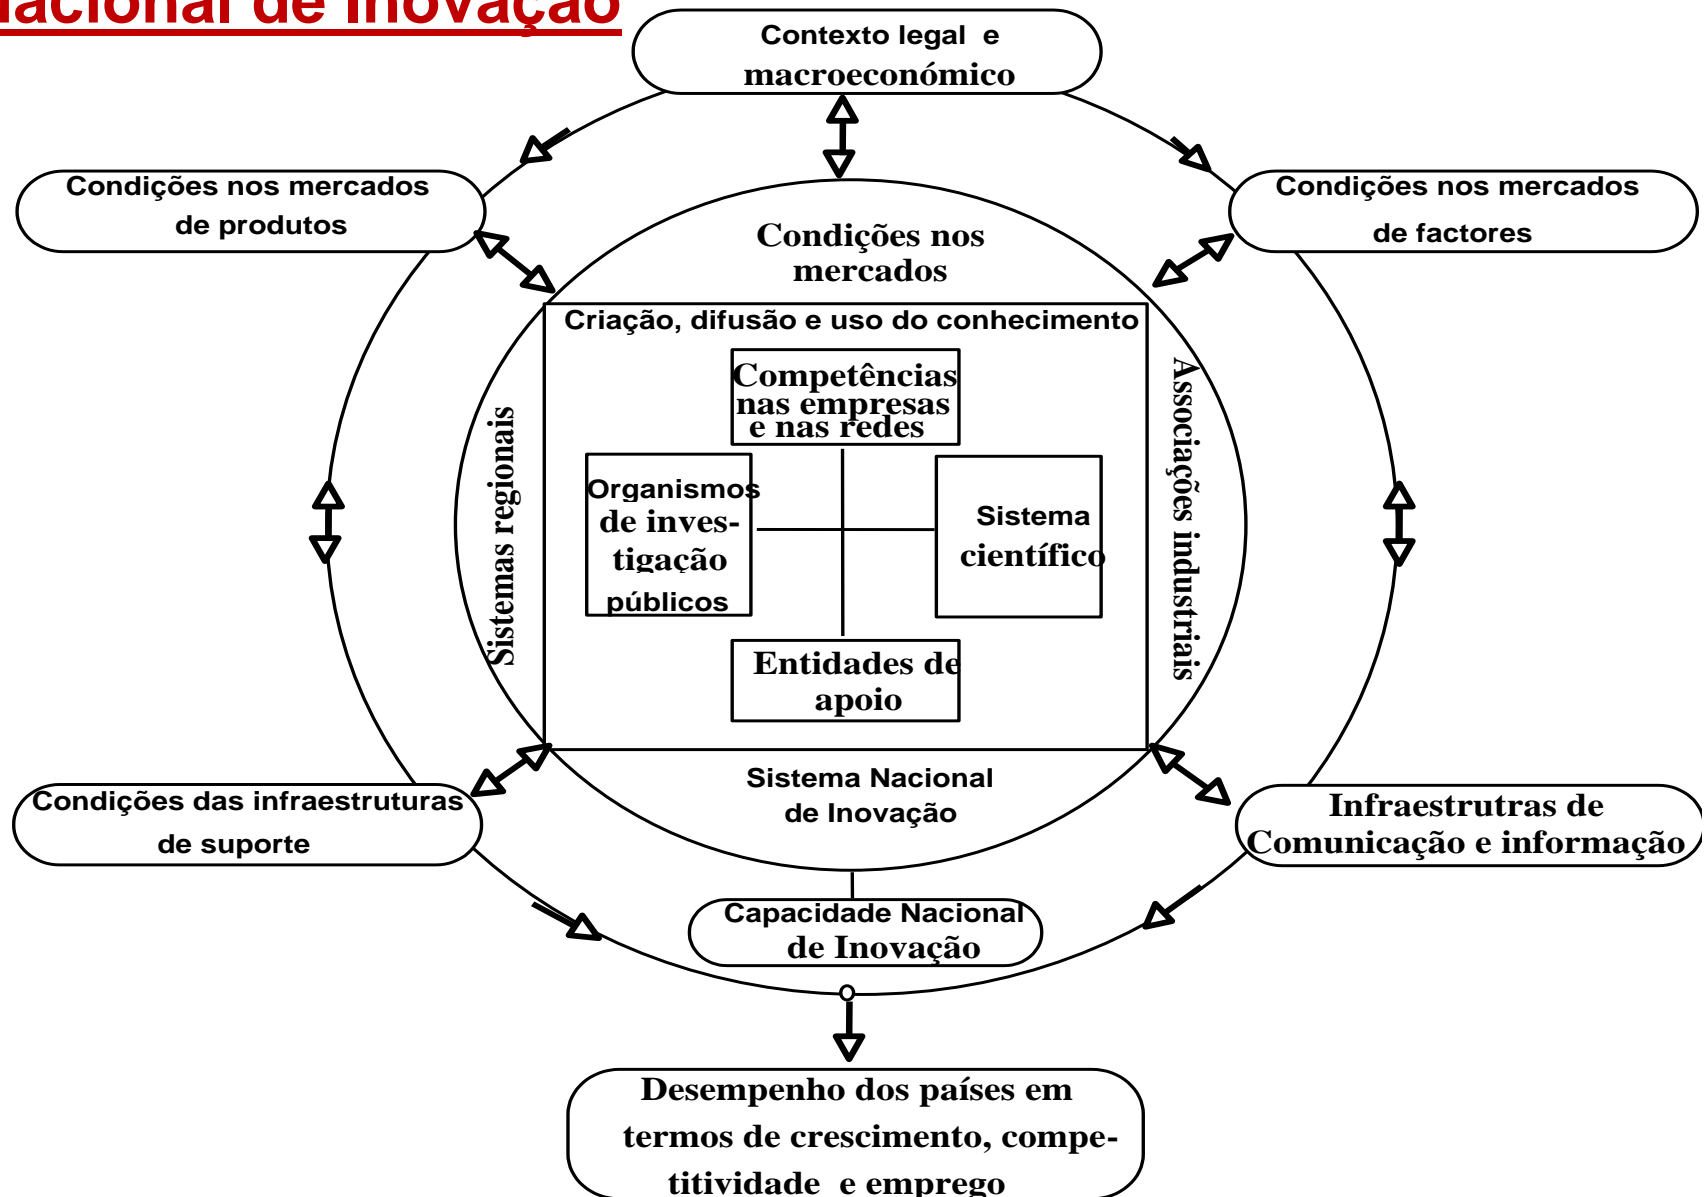 Nacional de Inovação
Contexto legal e
macroeconómico
Condições nos mercados
de produtos
Condições nos mercados
de factores
Condições nos
mercados
Criação, difusão e uso do conhecimento
Competências
nas empresas
e nas redes
Sistemas regionais
Organismos
de inves-
tigação
públicos
Sistema
científico
Associações industriais
Entidades de
apoio
Sistema Nacional
de Inovação
Condições das infraestruturas
de suporte
Infraestrutras de
Comunicação e informação
Capacidade Nacional
de Inovação
Desempenho dos países em
termos de crescimento, compe-
titividade e emprego